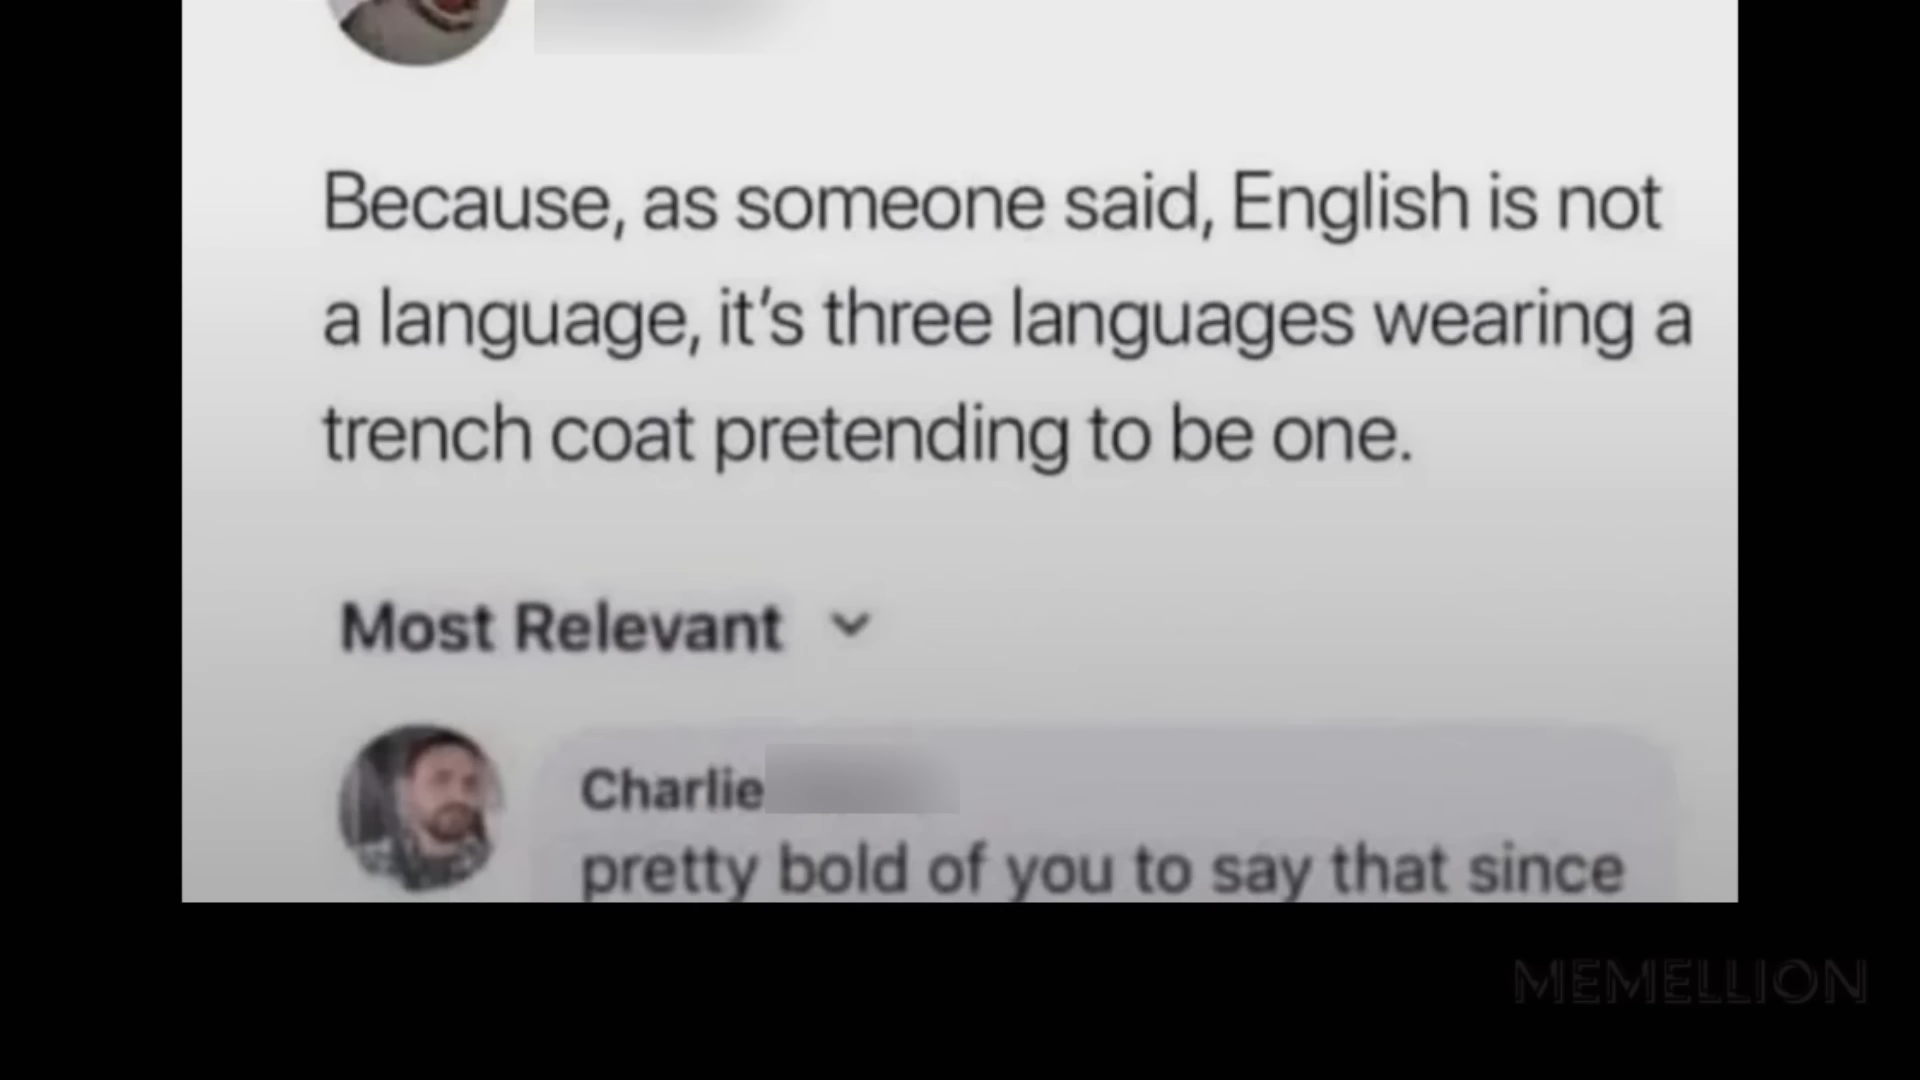 Because, as someone said, English is not
a language, it's three languages wearing a
trench coat pretending to be one.
Most Relevant
Charlie
pretty bold of you to say that since
MEMELLION